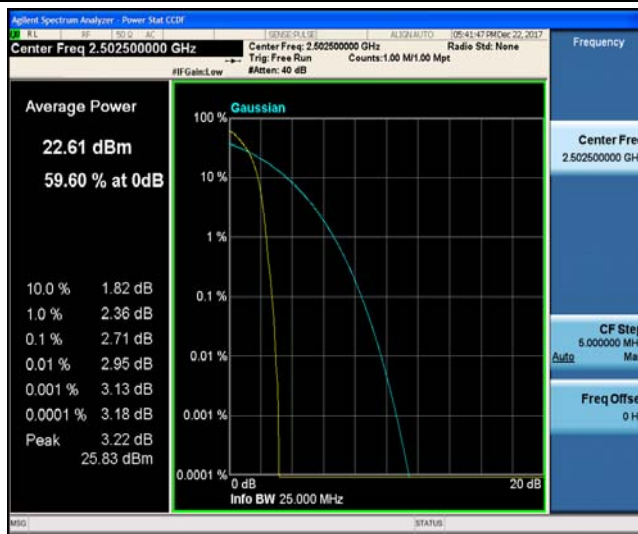 Agilent Spectrum Analyzer - Power Stat CCDF
RL RF 50 Ω AC SENSE:PULSE ALIGNAUTO 05:41:47 PM Dec 22, 2017
Center Freq 2.502500000 GHz
Center Freq: 2.502500000 GHz Radio Std: None
Trig: Free Run Counts:1.00 M/1.00 Mpt
#IFGain:Low #Atten: 40 dB
Frequency
Average Power
22.61 dBm
59.60 % at 0dB
10.0 % 1.82 dB
1.0 % 2.36 dB
0.1 % 2.71 dB
0.01 % 2.95 dB
0.001 % 3.13 dB
0.0001 % 3.18 dB
Peak 3.22 dB
25.83 dBm
Gaussian
100 %
10 %
1 %
0.1 %
0.01 %
0.001 %
0.0001 %
0 dB 20 dB
Info BW 25.000 MHz
Center Fre
2.502500000 GH
CF Ste
5.000000 MH
Auto Ma
Freq Offse
0 H
MSG STATUS